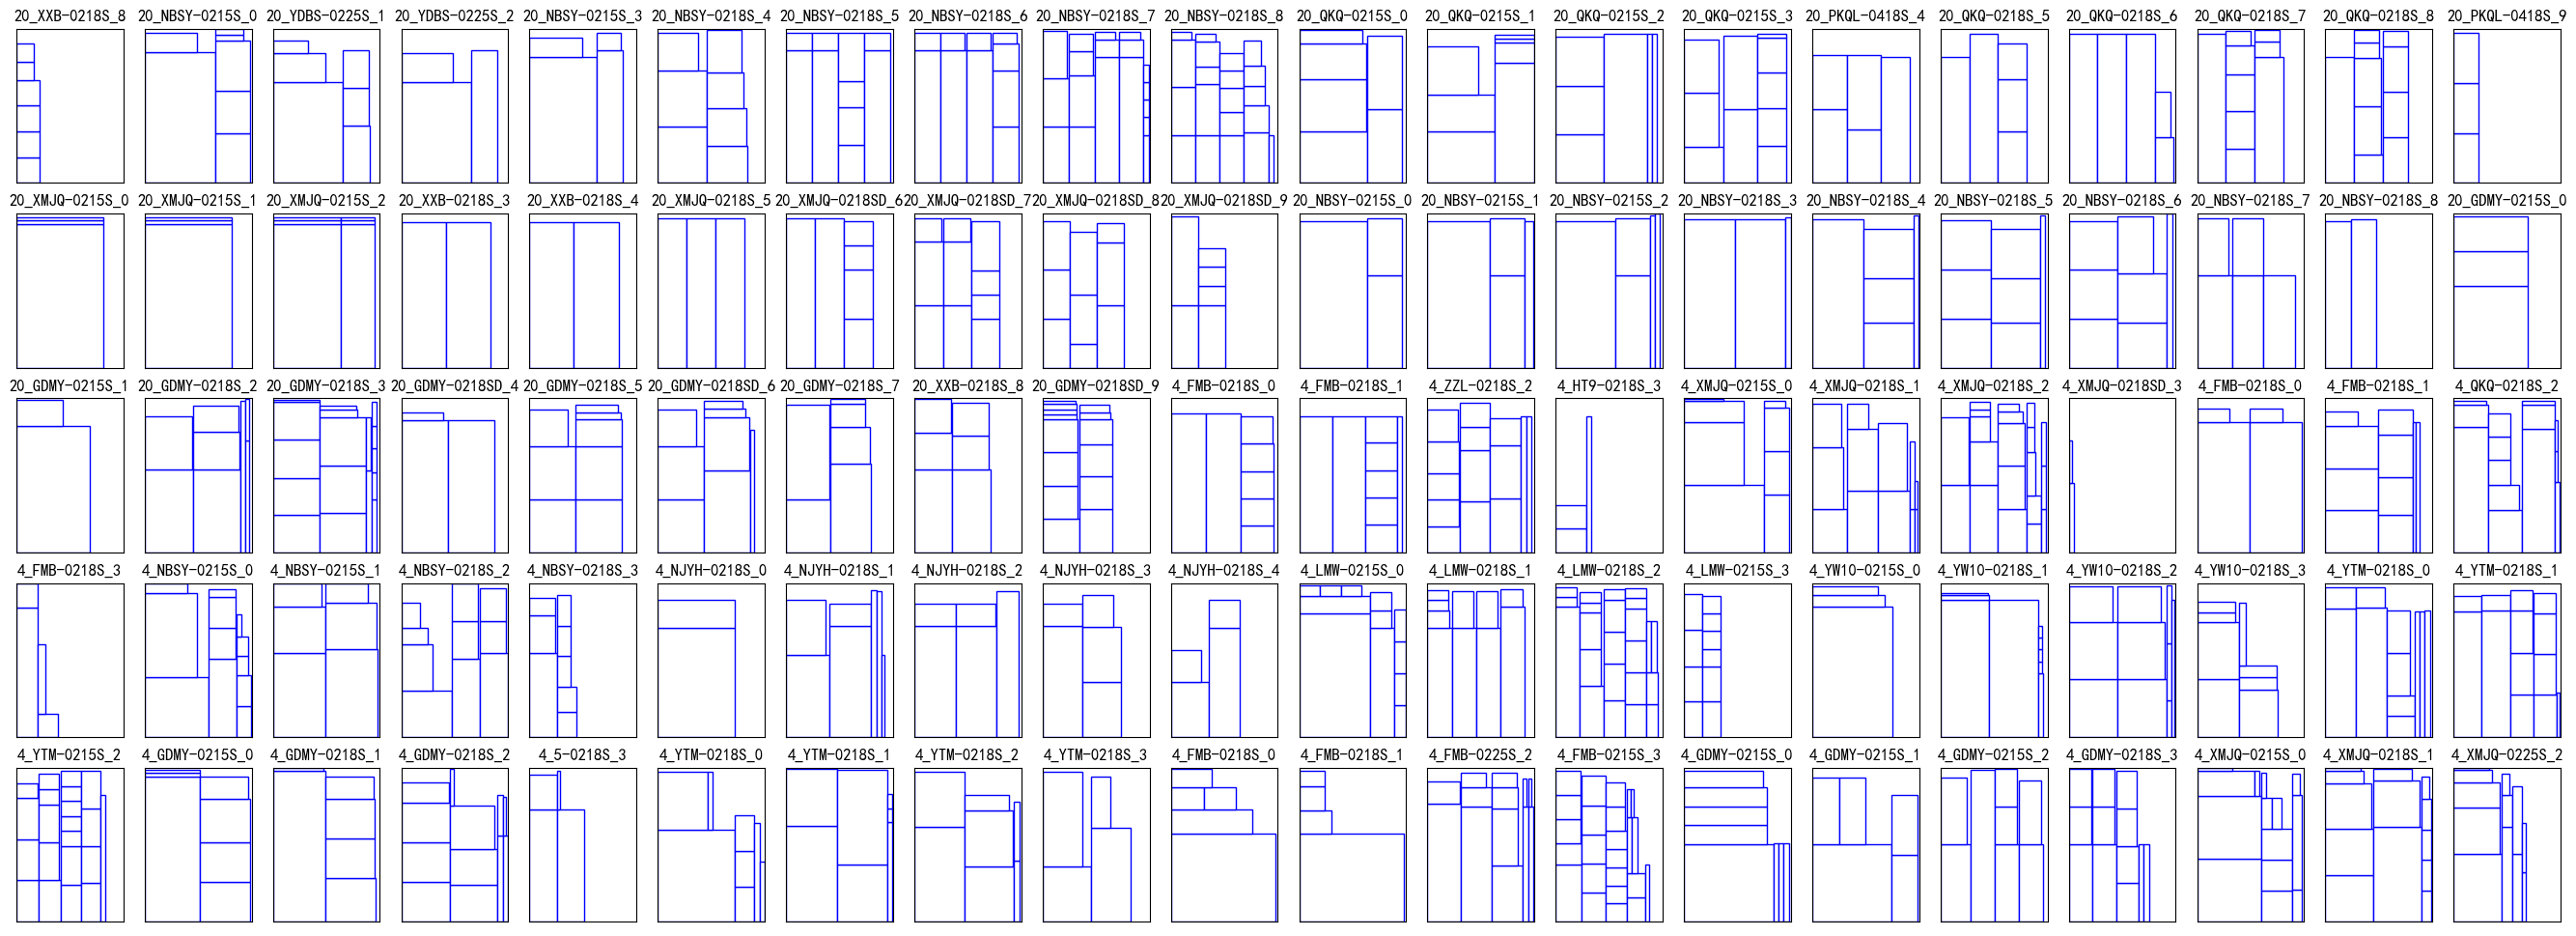 20_XXB-0218S_8 20_NBSY-0215S_0 20_YDBS-0225S_1 20_YDBS-0225S_2 20_NBSY-0215S_3 20_NBSY-0218S_4 20_NBSY-0218S_5 20_NBSY-0218S_6 20_NBSY-0218S_7 20_NBSY-0218S_8 20_QKQ-0215S_0 20_QKQ-0215S_1 20_QKQ-0215S_2 20_QKQ-0215S_3 20_PKQL-0418S_4 20_QKQ-0218S_5 20_QKQ-0218S_6 20_QKQ-0218S_7 20_QKQ-0218S_8 20_PKQL-0418S_9
20_XMJQ-0215S_0 20_XMJQ-0215S_1 20_XMJQ-0215S_2 20_XXB-0218S_3 20_XXB-0218S_4 20_XMJQ-0218S_5 20_XMJQ-0218SD_6 20_XMJQ-0218SD_7 20_XMJQ-0218SD_8 20_XMJQ-0218SD_9 20_NBSY-0215S_0 20_NBSY-0215S_1 20_NBSY-0215S_2 20_NBSY-0218S_3 20_NBSY-0218S_4 20_NBSY-0218S_5 20_NBSY-0218S_6 20_NBSY-0218S_7 20_NBSY-0218S_8 20_GDMY-0215S_0
20_GDMY-0215S_1 20_GDMY-0218S_2 20_GDMY-0218S_3 20_GDMY-0218SD_4 20_GDMY-0218S_5 20_GDMY-0218SD_6 20_GDMY-0218S_7 20_XXB-0218S_8 20_GDMY-0218SD_9 4_FMB-0218S_0 4_FMB-0218S_1 4_ZZL-0218S_2 4_HT9-0218S_3 4_XMJQ-0215S_0 4_XMJQ-0218S_1 4_XMJQ-0218S_2 4_XMJQ-0218SD_3 4_FMB-0218S_0 4_FMB-0218S_1 4_QKQ-0218S_2
4_FMB-0218S_3 4_NBSY-0215S_0 4_NBSY-0215S_1 4_NBSY-0218S_2 4_NBSY-0218S_3 4_NJYH-0218S_0 4_NJYH-0218S_1 4_NJYH-0218S_2 4_NJYH-0218S_3 4_NJYH-0218S_4 4_LMW-0215S_0 4_LMW-0218S_1 4_LMW-0218S_2 4_LMW-0215S_3 4_YW10-0215S_0 4_YW10-0218S_1 4_YW10-0218S_2 4_YW10-0218S_3 4_YTM-0218S_0 4_YTM-0218S_1
4_YTM-0215S_2 4_GDMY-0215S_0 4_GDMY-0218S_1 4_GDMY-0218S_2 4_5-0218S_3 4_YTM-0218S_0 4_YTM-0218S_1 4_YTM-0218S_2 4_YTM-0218S_3 4_FMB-0218S_0 4_FMB-0218S_1 4_FMB-0225S_2 4_FMB-0215S_3 4_GDMY-0215S_0 4_GDMY-0215S_1 4_GDMY-0215S_2 4_GDMY-0218S_3 4_XMJQ-0215S_0 4_XMJQ-0218S_1 4_XMJQ-0225S_2